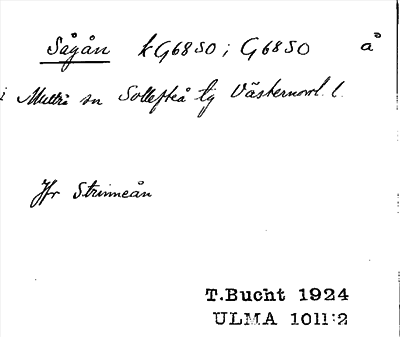 Sågån kG6850; G6850 å
i Multrå sn Sollefteå tg Västernorrl. l.
Jfr Strinneån
T.Bucht 1924
ULMA 1011:2